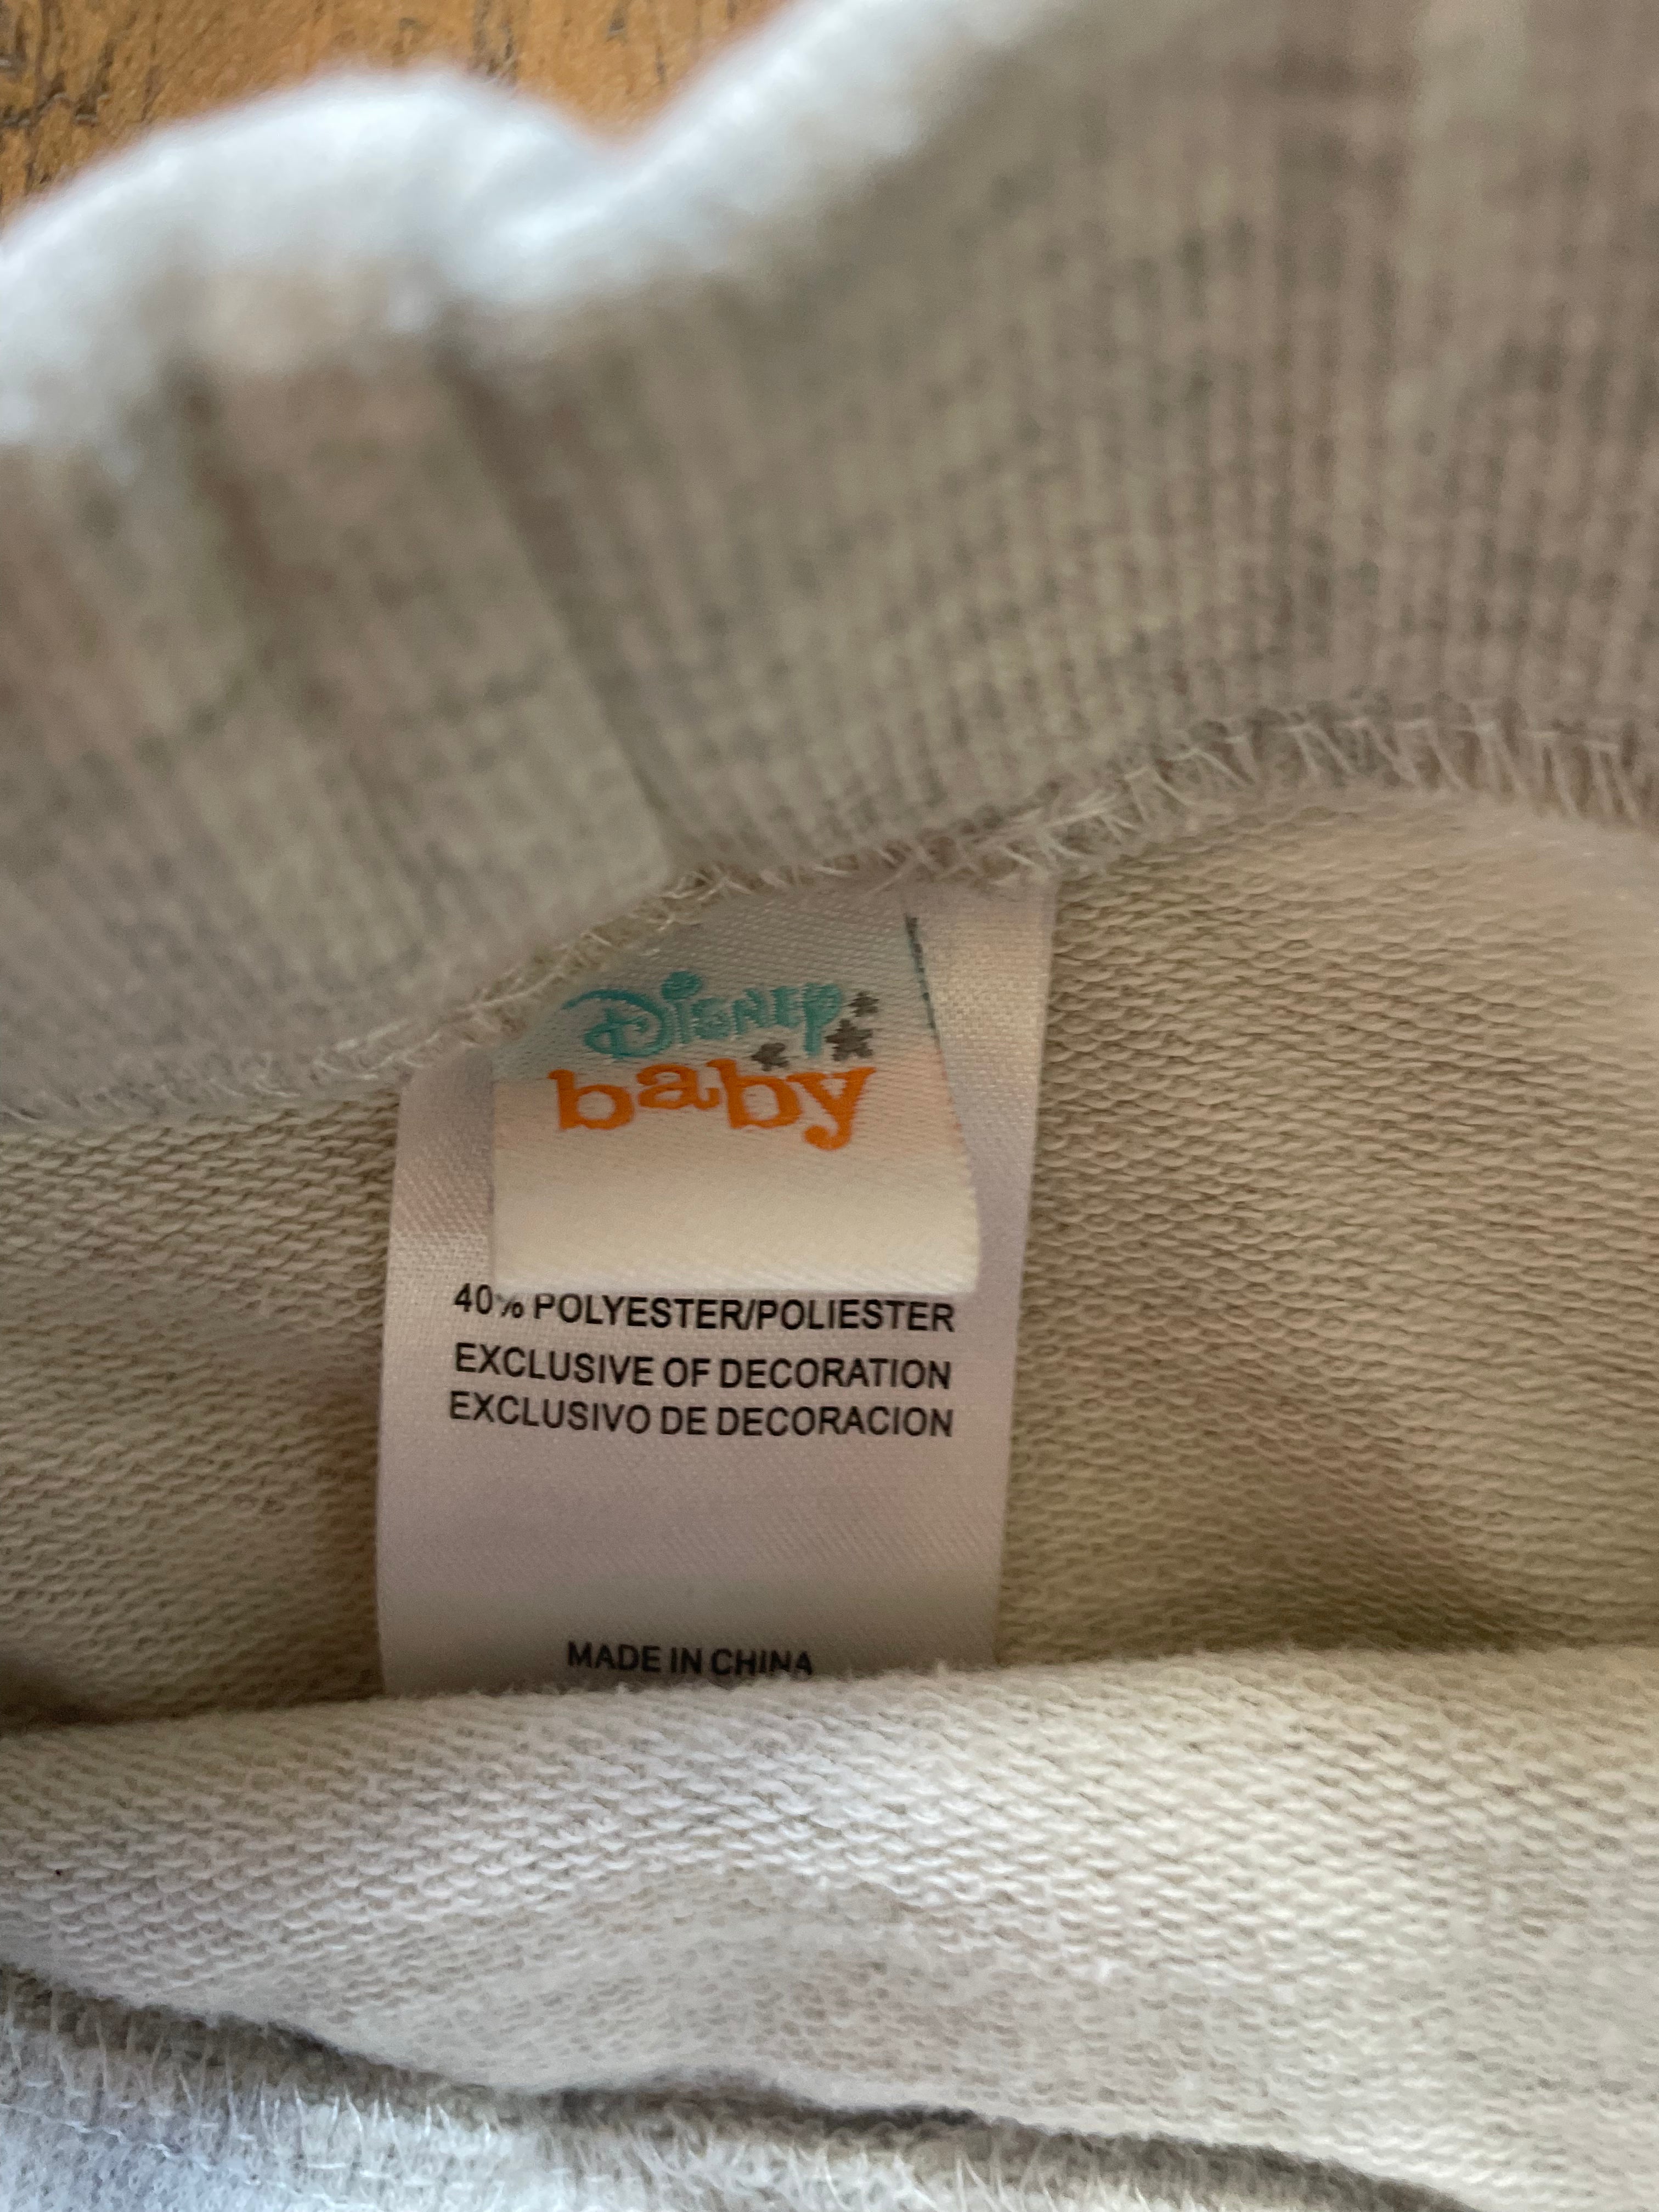 Disney
baby
40% POLYESTER/POLIESTER
EXCLUSIVE OF DECORATION
EXCLUSIVO DE DECORACION
MADE IN CHINA